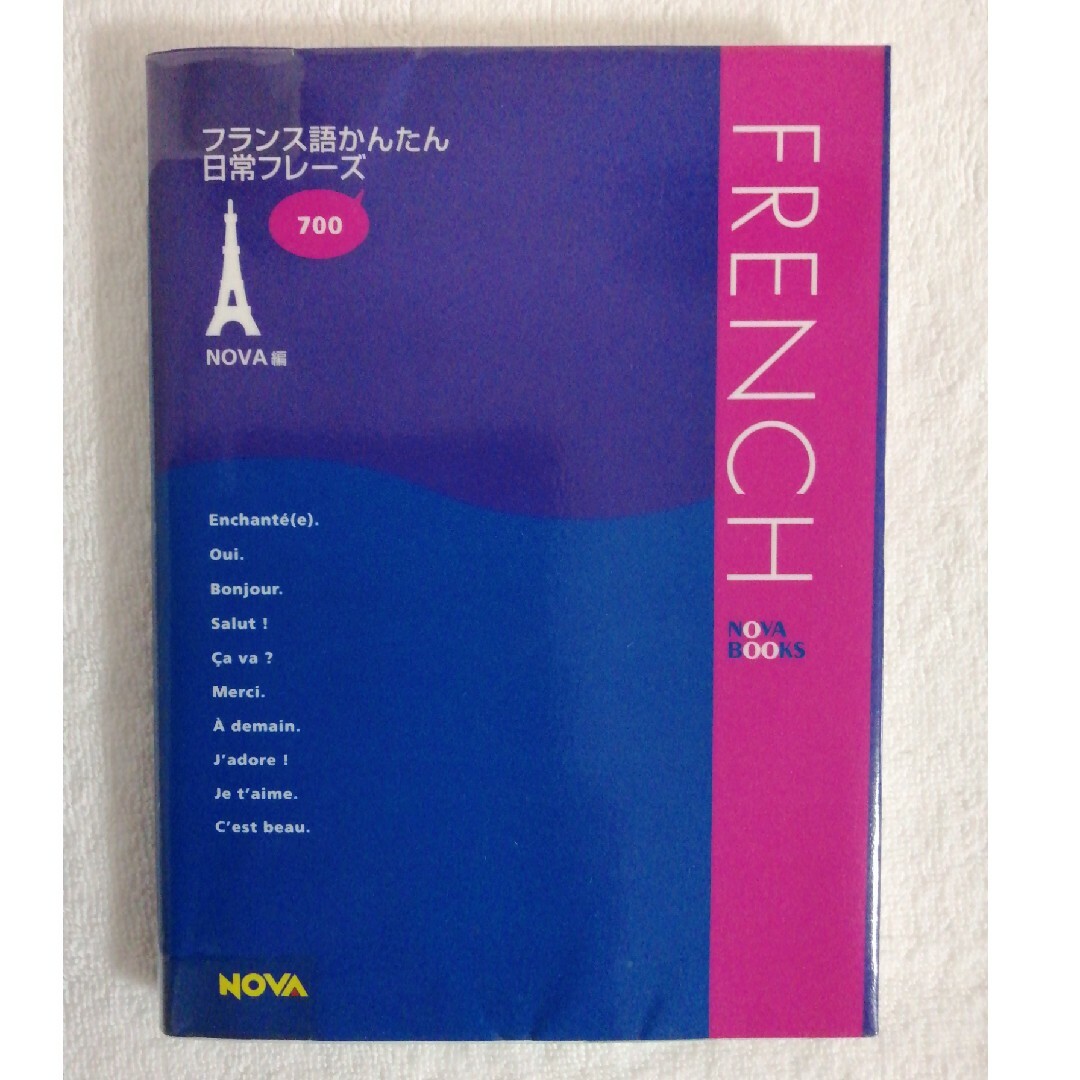 フランス語かんたん
日常フレーズ
700
NOVA編
FRENCH
NOVA
BOOKS
Enchanté(e).
Oui.
Bonjour.
Salut !
Ça va ?
Merci.
À demain.
J'adore !
Je t'aime.
C'est beau.
NOVA